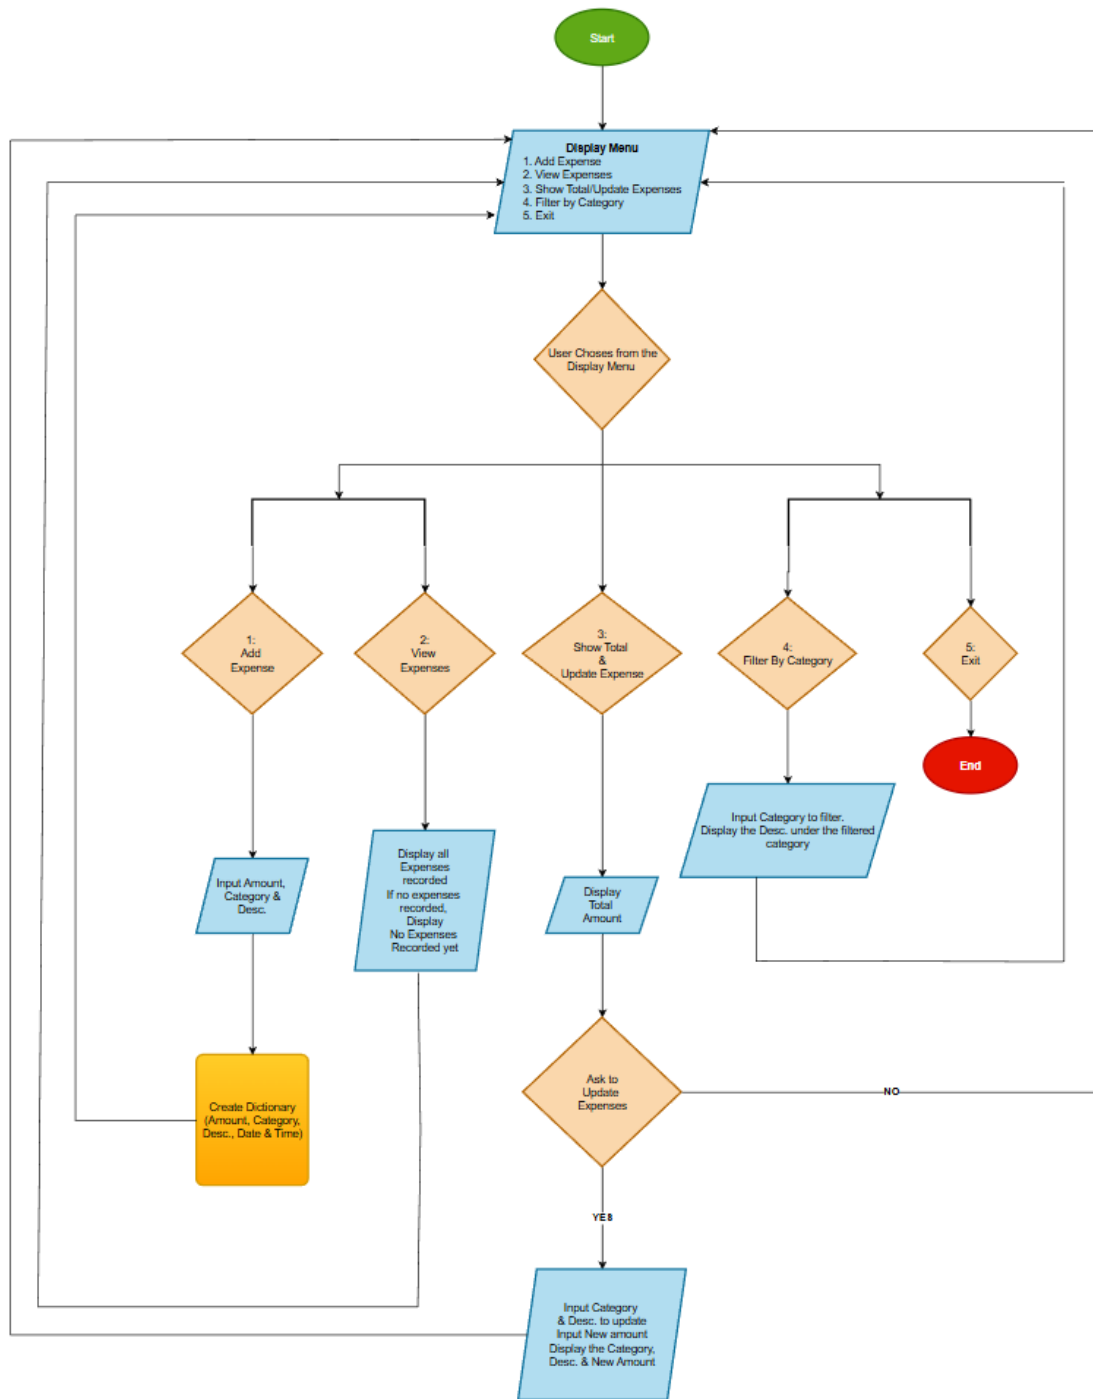 Start
Display Menu
1. Add Expense
2. View Expenses
3. Show Total/Update Expenses
4. Filter by Category
5. Exit
User Choses from the
Display Menu
1:
Add
Expense
2:
View
Expenses
3:
Show Total
&
Update Expense
4:
Filter By Category
5:
Exit
End
Input Category to filter.
Display the Desc. under the filtered
category
Input Amount,
Category &
Desc.
Display all
Expenses
recorded
If no expenses
recorded,
Display
No Expenses
Recorded yet
Display
Total
Amount
Create Dictionary
(Amount, Category,
Desc., Date & Time)
Ask to
Update
Expenses
NO
YES
Input Category
& Desc. to update
Input New amount
Display the Category,
Desc. & New Amount